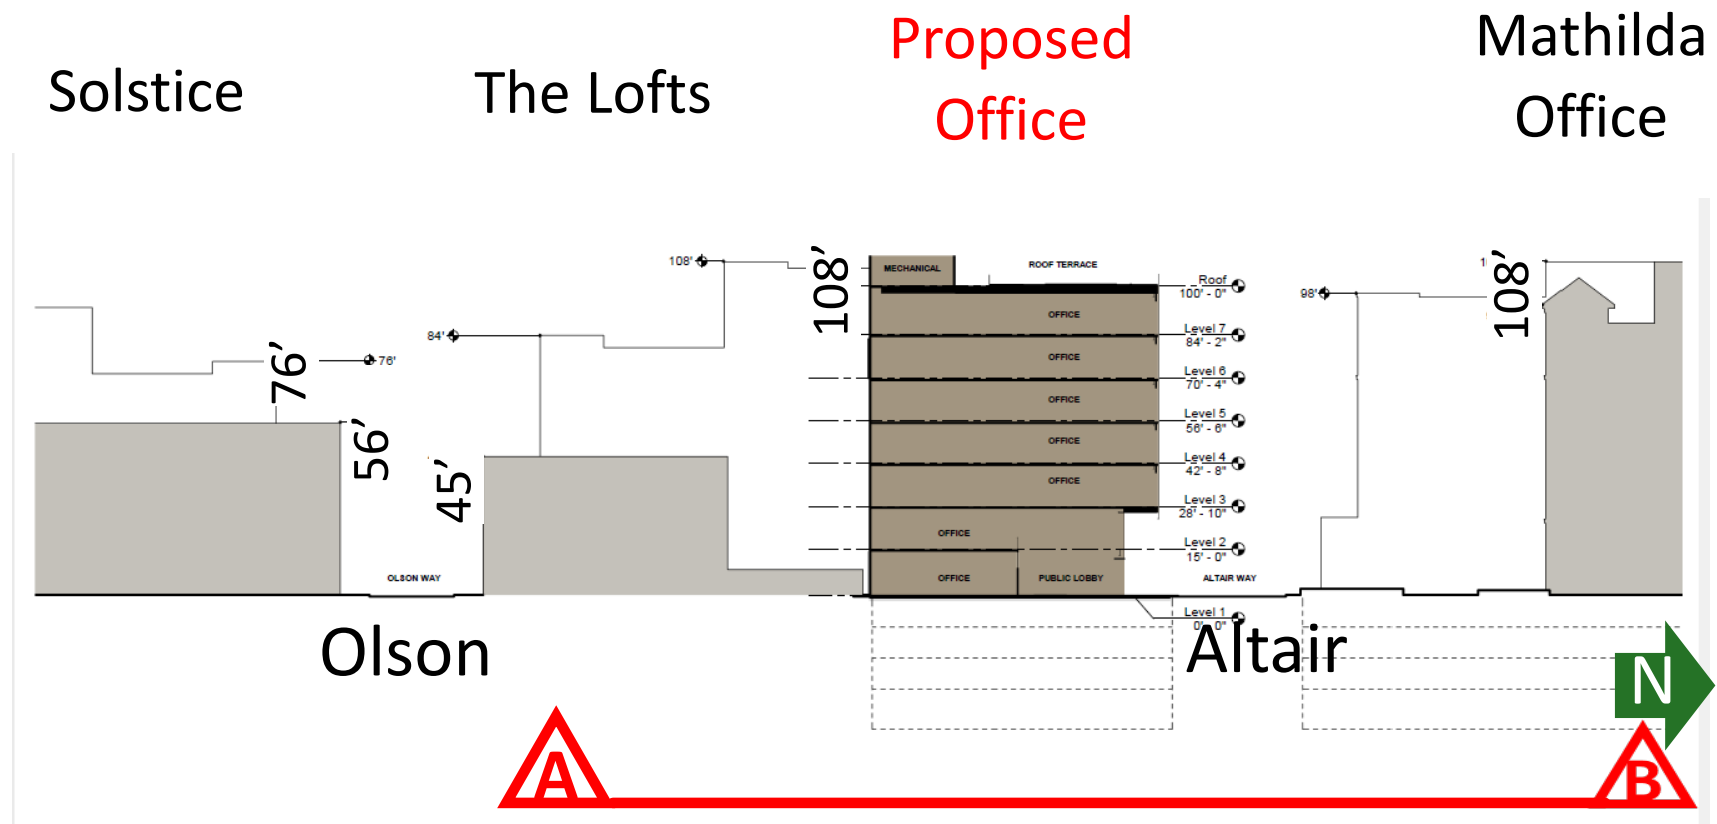 Solstice
The Lofts
Proposed
Office
Mathilda
Office
108'
84'
76'
76’
56’
45’
108’
MECHANICAL
ROOF TERRACE
OFFICE
OFFICE
OFFICE
OFFICE
OFFICE
OFFICE
OFFICE
PUBLIC LOBBY
Roof
100' - 0"
Level 7
84' - 2"
Level 6
70' - 4"
Level 5
56' - 6"
Level 4
42' - 8"
Level 3
28' - 10"
Level 2
15' - 0"
Level 1
98'
108’
OLSON WAY
ALTAIR WAY
Olson
Altair
N
A
B